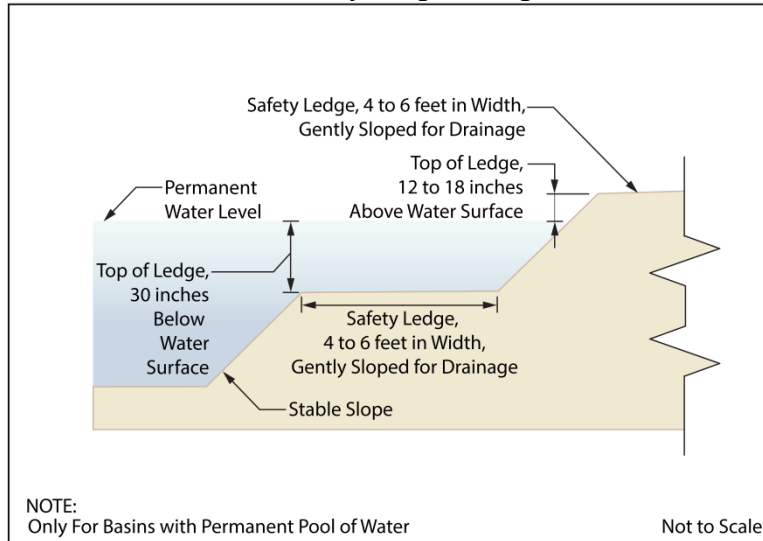 Safety Ledge, 4 to 6 feet in Width,
Gently Sloped for Drainage
Top of Ledge,
12 to 18 inches
Above Water Surface
Permanent
Water Level
Top of Ledge,
30 inches
Below
Water
Surface
Safety Ledge,
4 to 6 feet in Width,
Gently Sloped for Drainage
Stable Slope
NOTE:
Only For Basins with Permanent Pool of Water
Not to Scale